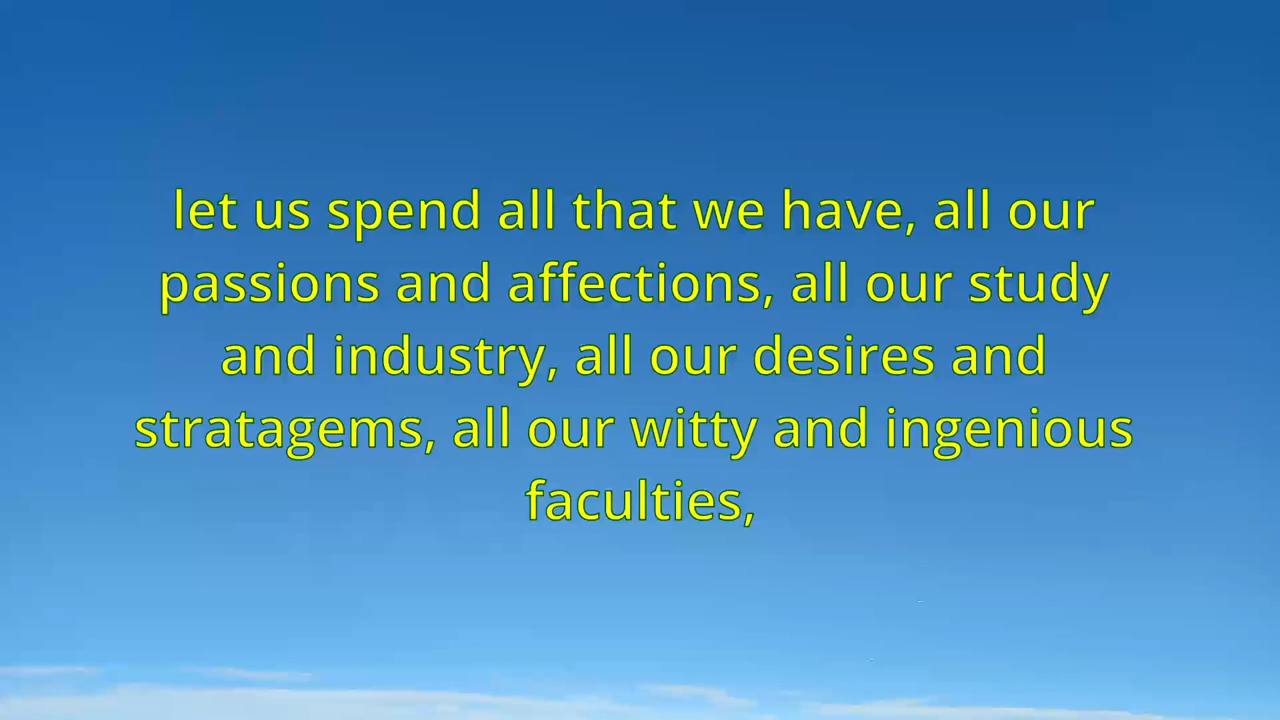 let us spend all that we have, all our
passions and affections, all our study
and industry, all our desires and
stratagems, all our witty and ingenious
faculties,